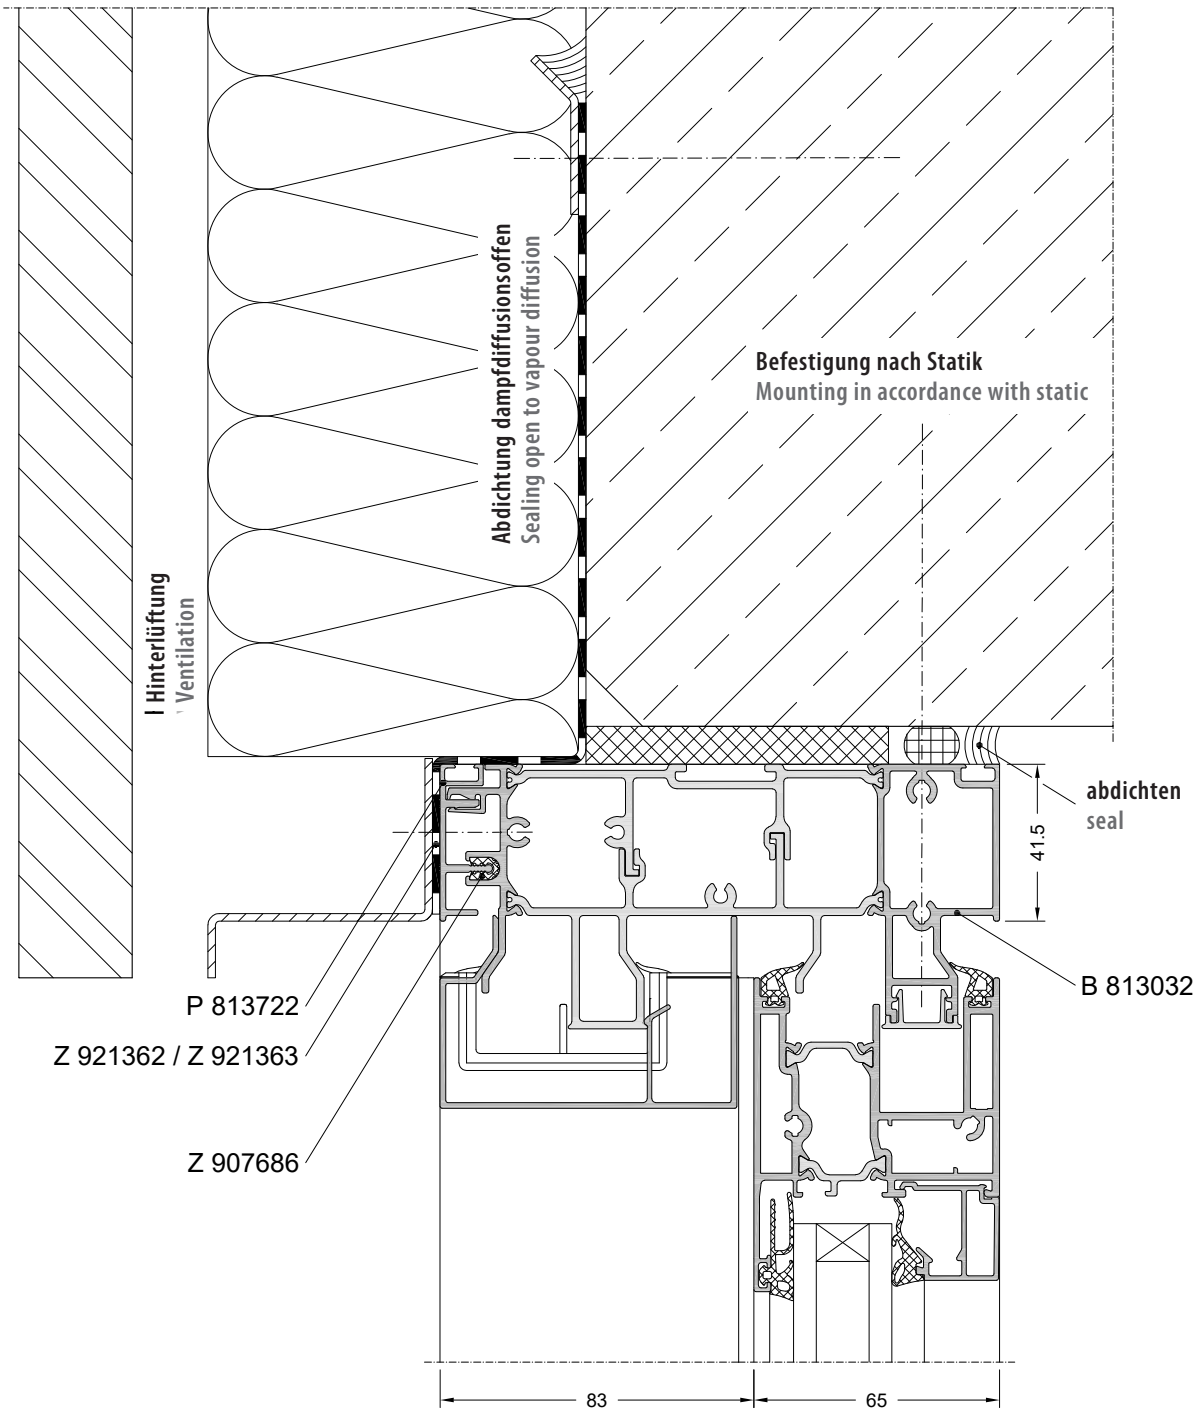 Abdichtung dampfdiffusionsoffen
Sealing open to vapour diffusion
Befestigung nach Statik
Mounting in accordance with static
Hinterlüftung
Ventilation
abdichten
seal
41.5
P 813722
B 813032
Z 921362 / Z 921363
Z 907686
83
65